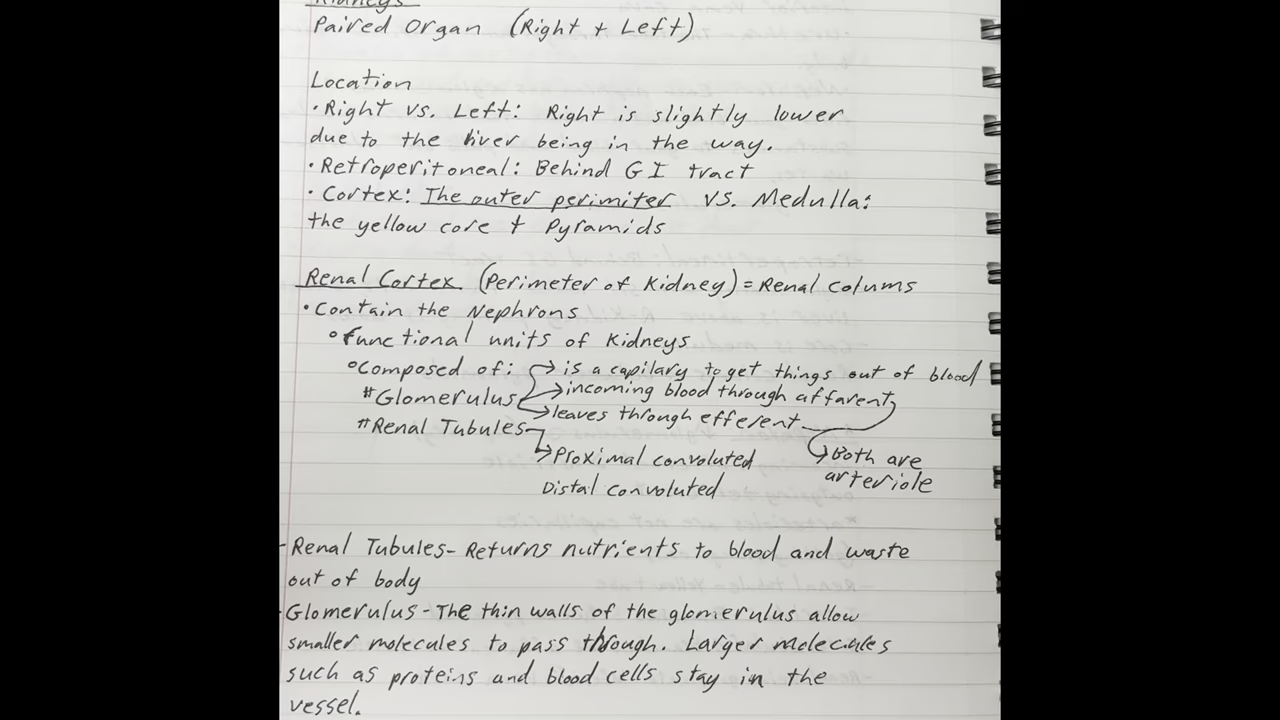 Kidneys
Paired Organ (Right + Left)
Location
• Right vs. Left: Right is slightly lower
due to the liver being in the way.
• Retroperitoneal: Behind GI tract
• Cortex: The outer perimiter vs. Medulla:
the yellow core + Pyramids
Renal Cortex (Perimeter of Kidney) = Renal colums
• Contain the Nephrons
° Functional units of Kidneys
° Composed of: → is a capilary to get things out of blood
# Glomerulus → incoming blood through affarent
→ leaves through efferent
# Renal Tubules
→ Proximal convoluted → Both are
Distal convoluted arteriole
- Renal Tubules - Returns nutrients to blood and waste
out of body
- Glomerulus - The thin walls of the glomerulus allow
smaller molecules to pass through. Larger molecules
such as proteins and blood cells stay in the
vessel.